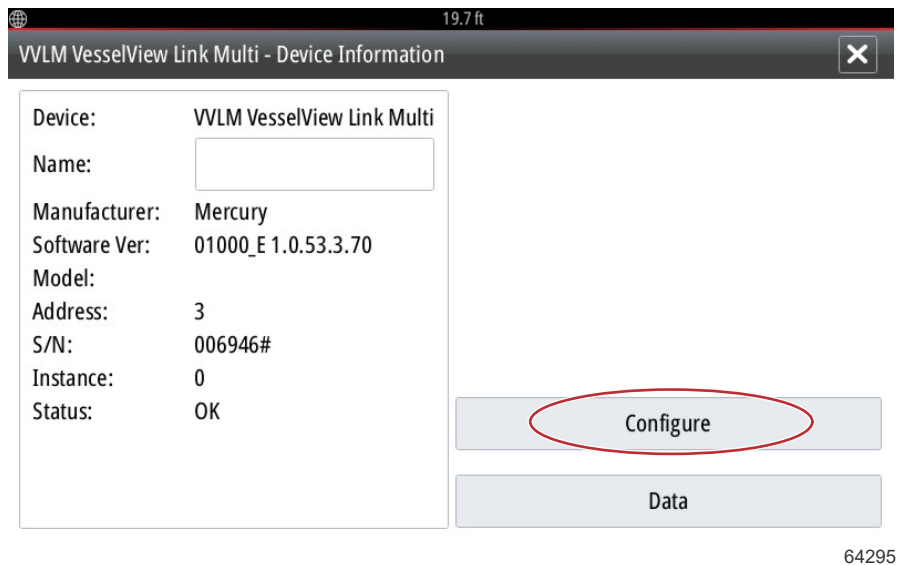 19.7 ft
VVLM VesselView Link Multi - Device Information
Device: VVLM VesselView Link Multi
Name:
Manufacturer: Mercury
Software Ver: 01000_E 1.0.53.3.70
Model:
Address: 3
S/N: 006946#
Instance: 0
Status: OK
Configure
Data
64295